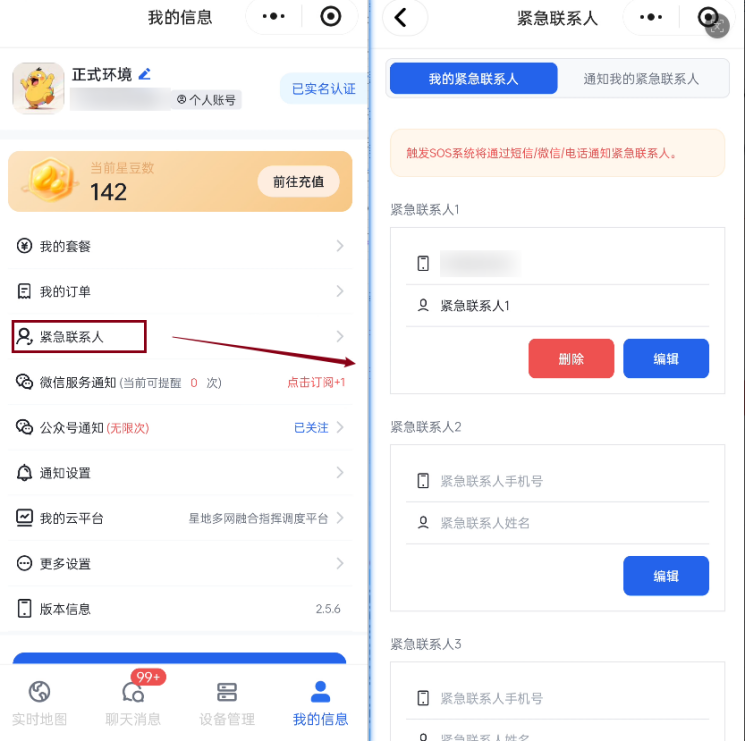 我的信息
正式环境
个人账号
已实名认证
当前星豆数
142
前往充值
我的套餐
我的订单
紧急联系人
微信服务通知(当前可提醒 0 次)
点击订阅+1
公众号通知(无限次)
已关注
通知设置
我的云平台
星地多网融合指挥调度平台
更多设置
版本信息
2.5.6
99+
实时地图
聊天消息
设备管理
我的信息
紧急联系人
我的紧急联系人
通知我的紧急联系人
触发SOS系统将通过短信/微信/电话通知紧急联系人。
紧急联系人1
紧急联系人1
删除
编辑
紧急联系人2
紧急联系人手机号
紧急联系人姓名
编辑
紧急联系人3
紧急联系人手机号
紧急联系人姓名